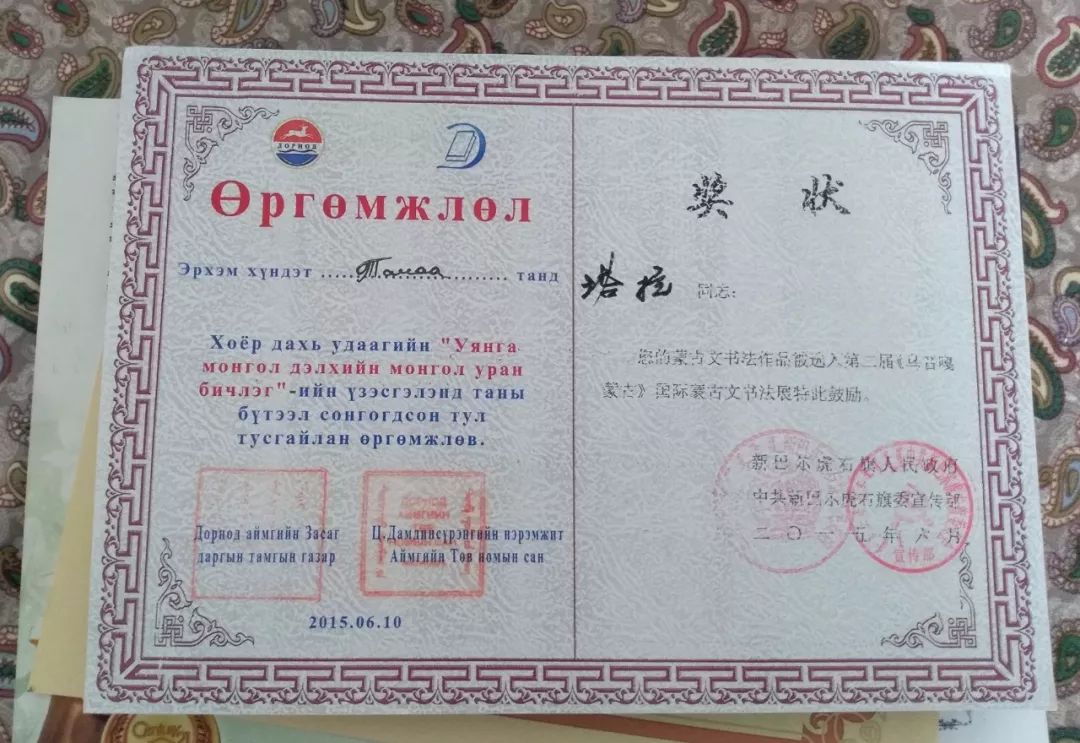 ДОРНОД
Өргөмжлөл
Эрхэм хүндэт ..... ..... танд
Хоёр дахь удаагийн "Уянга
монгол дэлхийн монгол уран
бичлэг"-ийн үзэсгэлэнд таны
бүтээл сонгогдсон тул
тусгайлан өргөмжлөв.
Дорнод аймгийн Засаг
даргын тамгын газар
Ц.Дамдинсүрэнгийн нэрэмжит
Аймгийн Төв номын сан
2015.06.10
奖 状
塔拉 同志:
您的蒙古文书法作品被选入第二届《乌召嘎
蒙古》国际蒙古文书法展特此鼓励。
新巴尔虎右旗人民政府
中共新巴尔虎右旗委宣传部
二〇一五年六月
宣传部